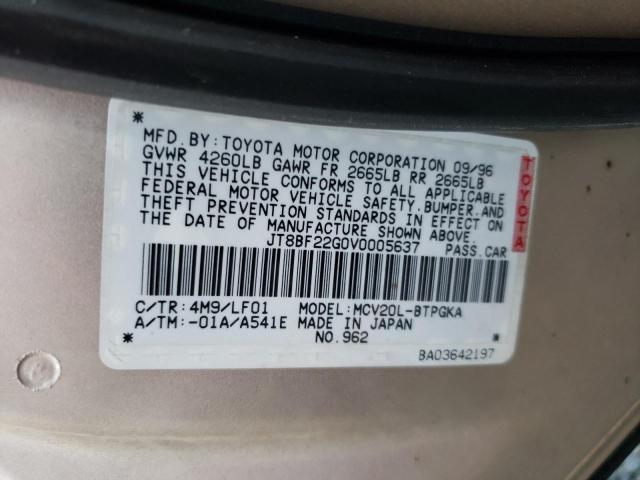 MFD.BY:TOYOTA MOTOR CORPORATION 09/96
GVWR 4260LB GAWR FR 2665LB RR 2665LB
THIS VEHICLE CONFORMS TO ALL APPLICABLE
FEDERAL MOTOR VEHICLE SAFETY.BUMPER.AND
THEFT PREVENTION STANDARDS IN EFFECT ON
THE DATE OF MANUFACTURE SHOWN ABOVE.
JT8BF22G0V0005637 PASS.CAR
TOYOTA
C/TR:4M9/LF01 MODEL:MCV20L-BTPGKA
A/TM:-01A/A541E MADE IN JAPAN
NO.962
BA03642197